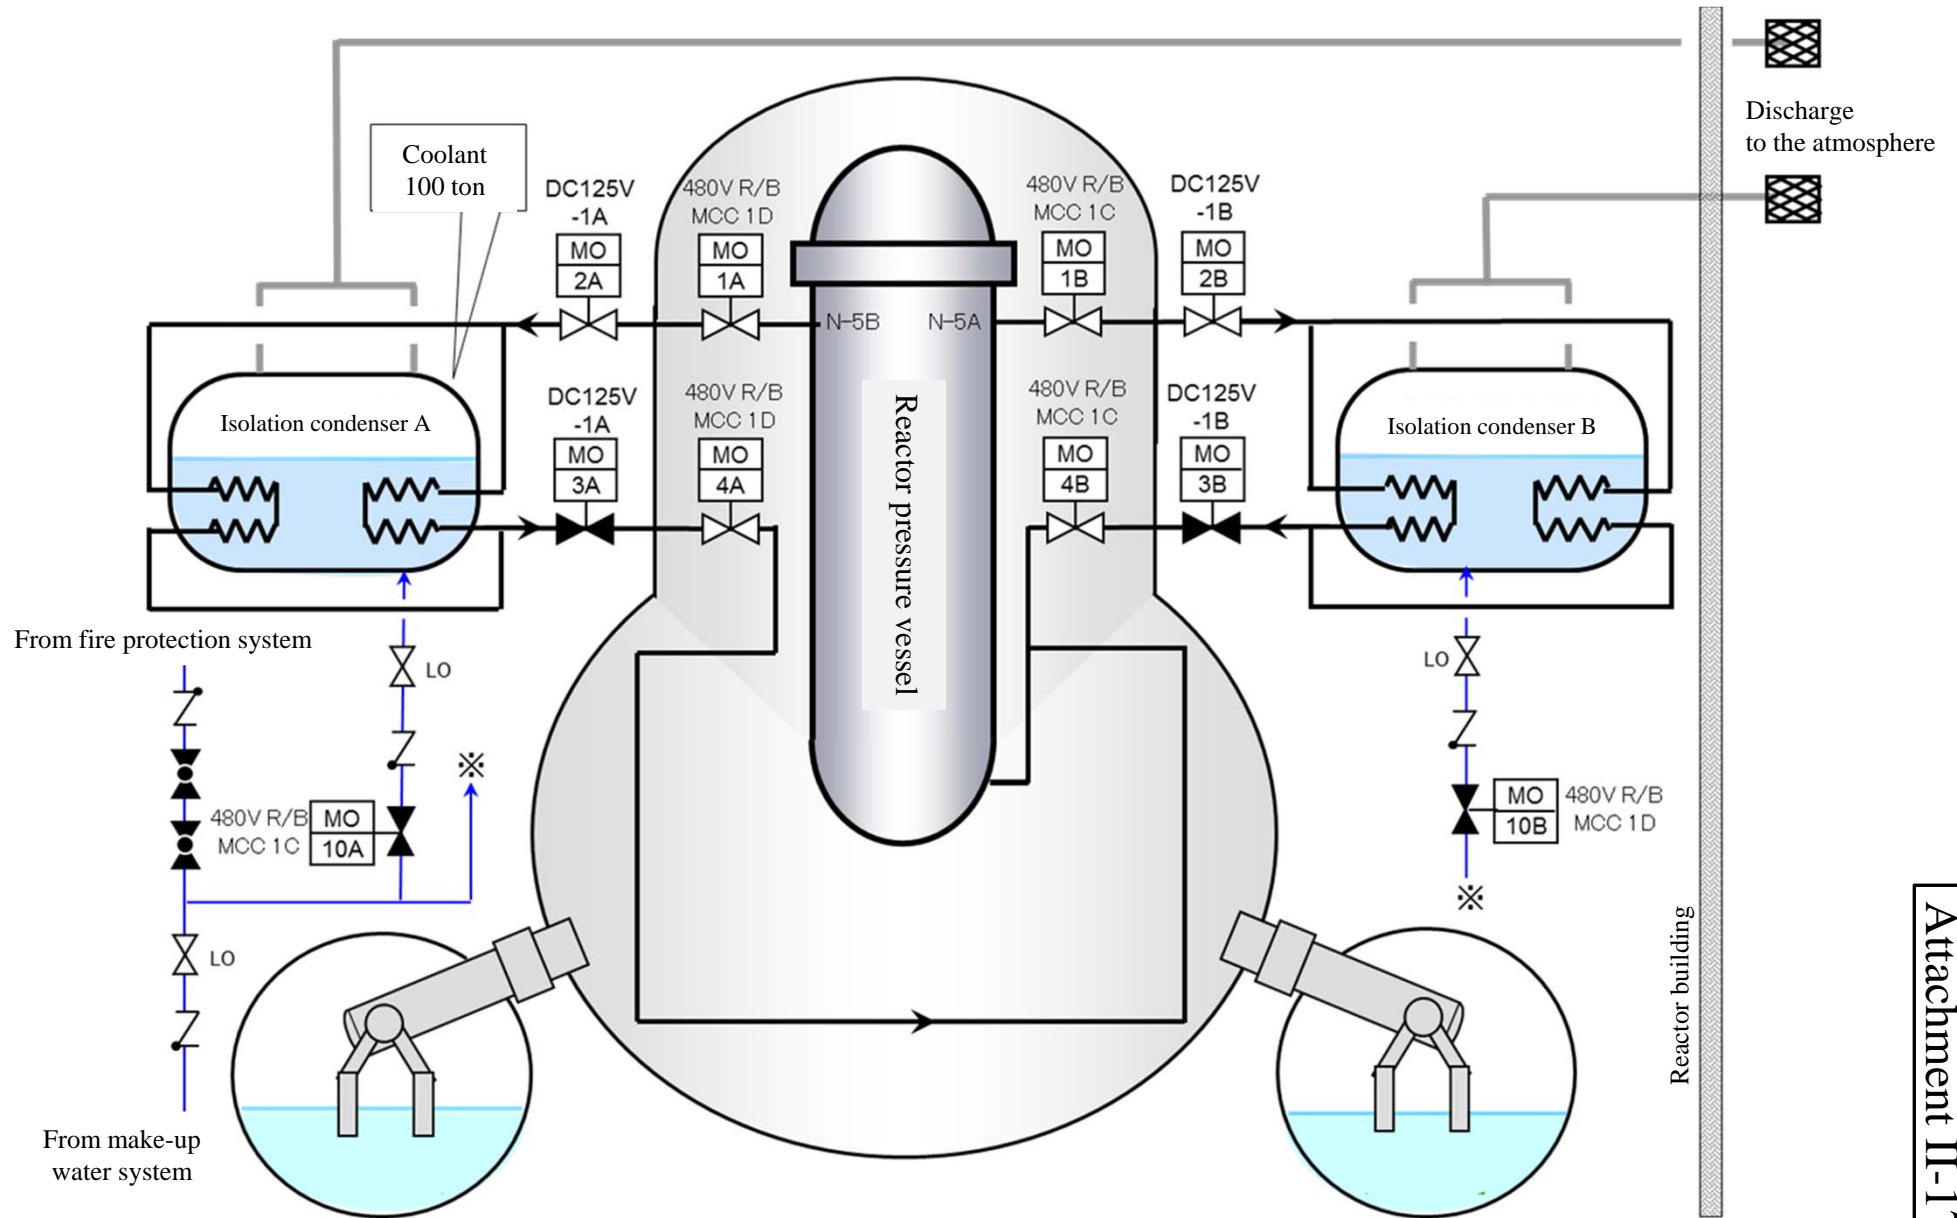 Discharge
to the atmosphere
Coolant
100 ton
DC125V
-1A
MO
2A
480V R/B
MCC 1D
MO
1A
480V R/B
MCC 1C
MO
1B
DC125V
-1B
MO
2B
N-5B
N-5A
Isolation condenser A
DC125V
-1A
MO
3A
480V R/B
MCC 1D
MO
4A
Reactor pressure vessel
480V R/B
MCC 1C
MO
4B
DC125V
-1B
MO
3B
Isolation condenser B
From fire protection system
LO
LO
※
480V R/B
MCC 1C
MO
10A
MO
10B
480V R/B
MCC 1D
※
LO
From make-up
water system
Reactor building
Attachment II-1